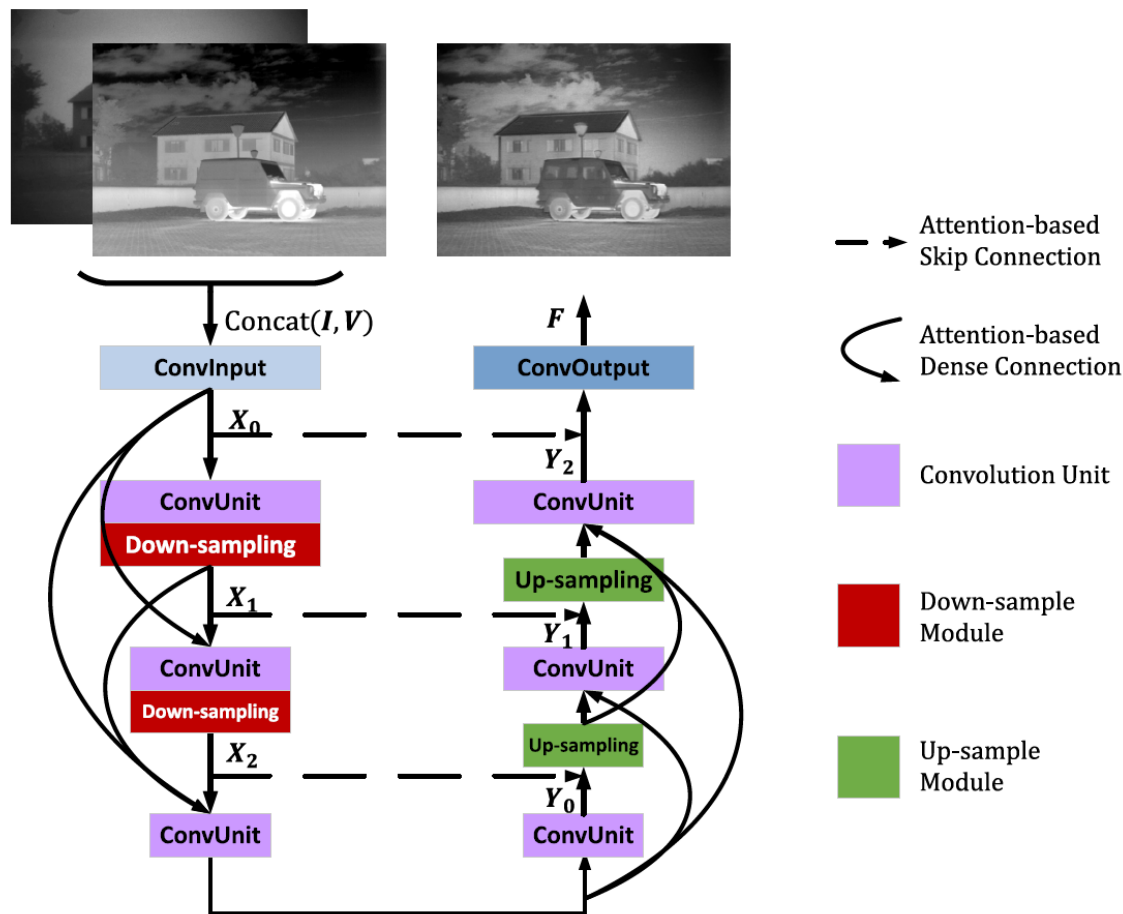 Concat(I, V)
ConvInput
X0
ConvUnit
Down-sampling
X1
ConvUnit
Down-sampling
X2
ConvUnit
F
ConvOutput
Y2
ConvUnit
Up-sampling
Y1
ConvUnit
Up-sampling
Y0
ConvUnit
Attention-based
Skip Connection
Attention-based
Dense Connection
Convolution Unit
Down-sample
Module
Up-sample
Module